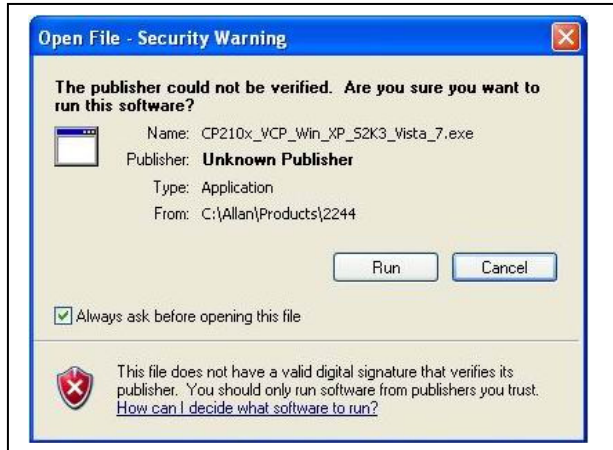 Open File - Security Warning
The publisher could not be verified.  Are you sure you want to
run this software?
Name: CP210x_VCP_Win_XP_S2K3_Vista_7.exe
Publisher: Unknown Publisher
Type: Application
From: C:\Allan\Products\2244
Run Cancel
Always ask before opening this file
This file does not have a valid digital signature that verifies its
publisher.  You should only run software from publishers you trust.
How can I decide what software to run?